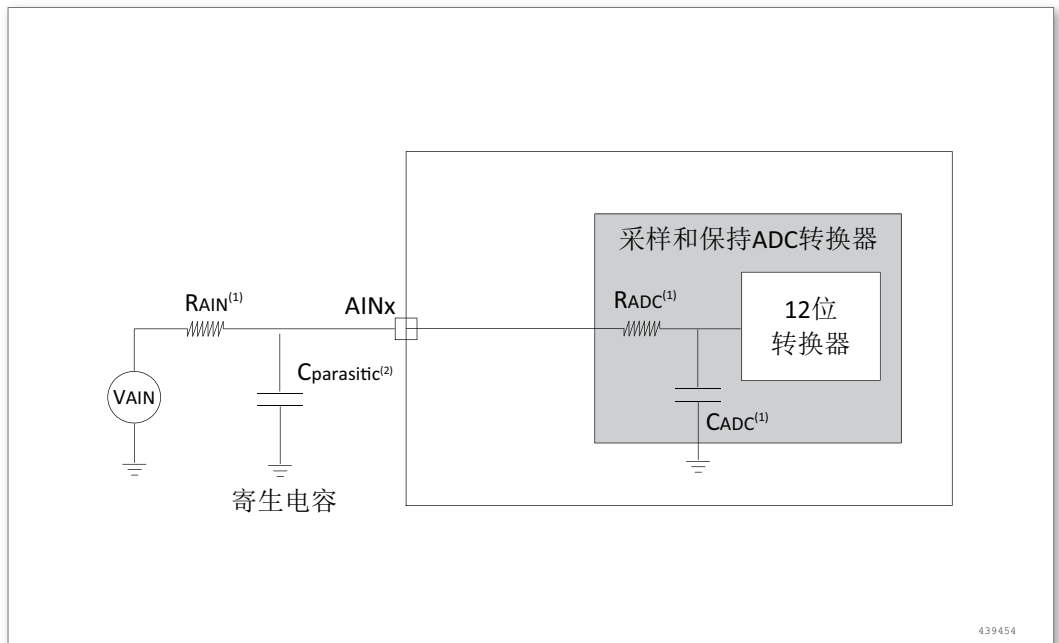 采样和保持ADC转换器
RAIN(1)
AINx
RADC(1)
12位
转换器
VAIN
Cparasitic(2)
CADC(1)
寄生电容
439454